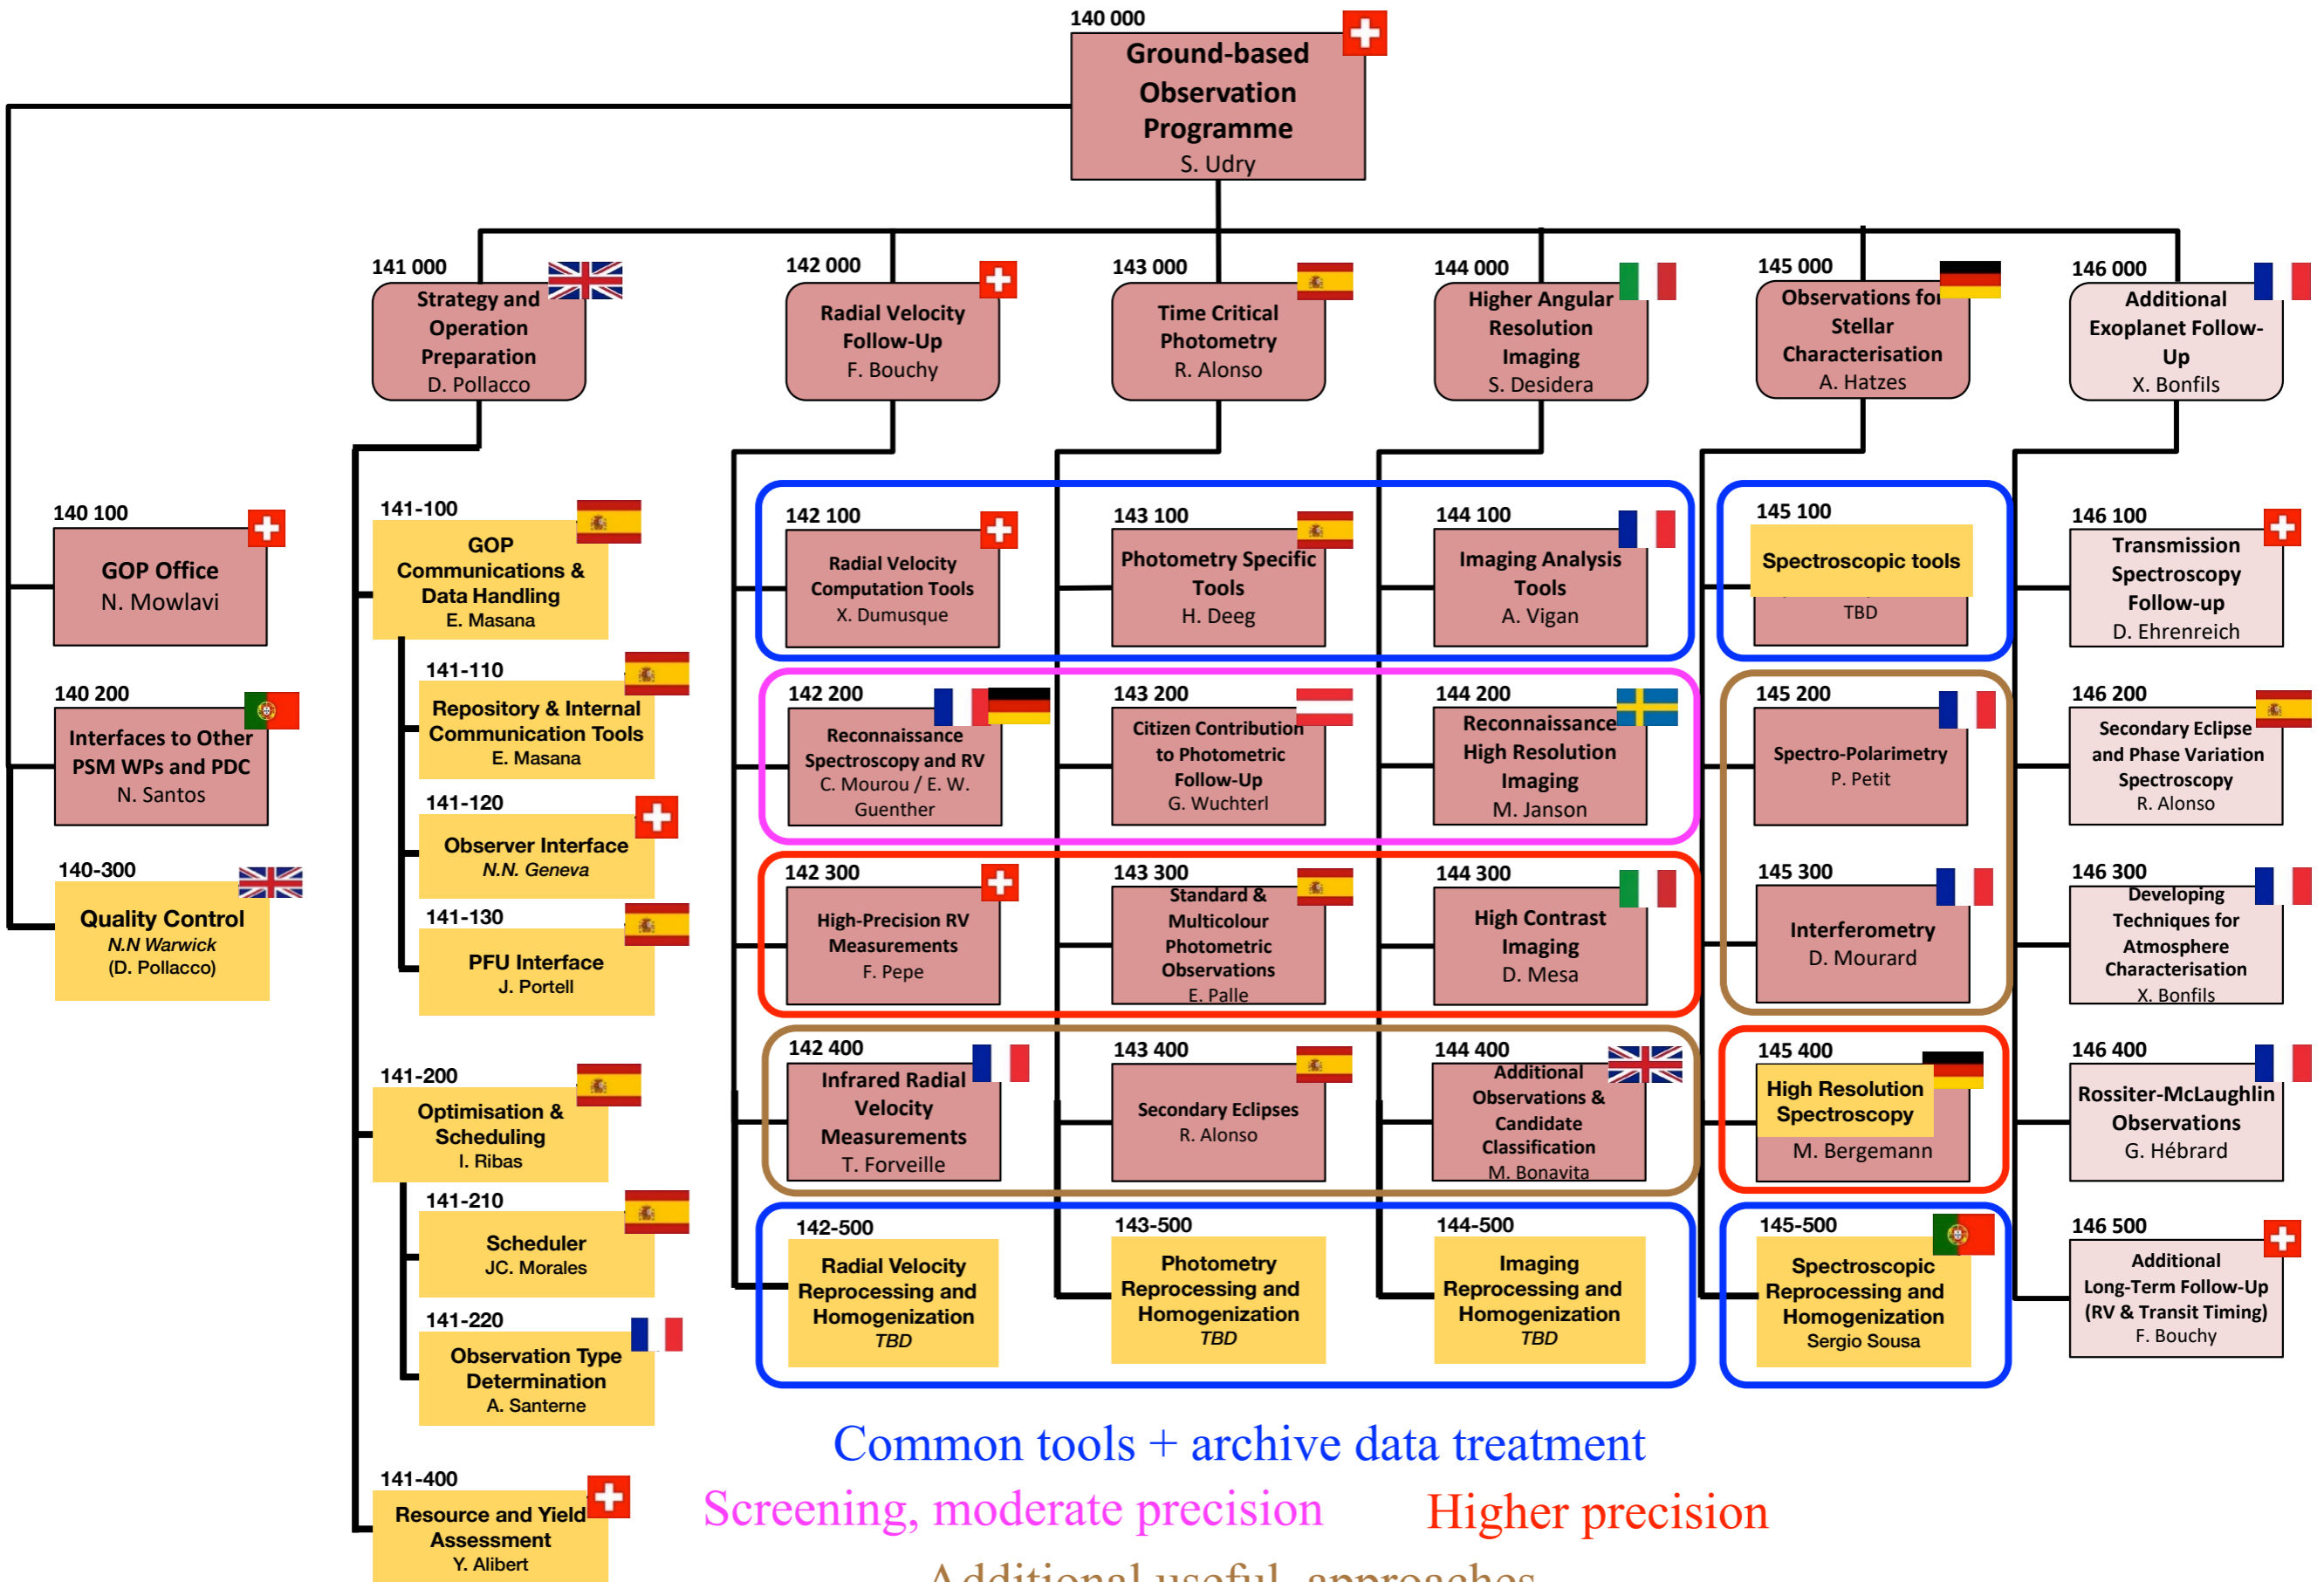 140 000
Ground-based
Observation
Programme
S. Udry
141 000
Strategy and
Operation
Preparation
D. Pollacco
142 000
Radial Velocity
Follow-Up
F. Bouchy
143 000
Time Critical
Photometry
R. Alonso
144 000
Higher Angular
Resolution
Imaging
S. Desidera
145 000
Observations for
Stellar
Characterisation
A. Hatzes
146 000
Additional
Exoplanet Follow-
Up
X. Bonfils
140 100
GOP Office
N. Mowlavi
140 200
Interfaces to Other
PSM WPs and PDC
N. Santos
140-300
Quality Control
N.N Warwick
(D. Pollacco)
141-100
GOP
Communications &
Data Handling
E. Masana
141-110
Repository & Internal
Communication Tools
E. Masana
141-120
Observer Interface
N.N. Geneva
141-130
PFU Interface
J. Portell
141-200
Optimisation &
Scheduling
I. Ribas
141-210
Scheduler
JC. Morales
141-220
Observation Type
Determination
A. Santerne
141-400
Resource and Yield
Assessment
Y. Alibert
142 100
Radial Velocity
Computation Tools
X. Dumusque
143 100
Photometry Specific
Tools
H. Deeg
144 100
Imaging Analysis
Tools
A. Vigan
145 100
Spectroscopic tools
TBD
146 100
Transmission
Spectroscopy
Follow-up
D. Ehrenreich
142 200
Reconnaissance
Spectroscopy and RV
C. Mourou / E. W.
Guenther
143 200
Citizen Contribution
to Photometric
Follow-Up
G. Wuchterl
144 200
Reconnaissance
High Resolution
Imaging
M. Janson
145 200
Spectro-Polarimetry
P. Petit
146 200
Secondary Eclipse
and Phase Variation
Spectroscopy
R. Alonso
142 300
High-Precision RV
Measurements
F. Pepe
143 300
Standard &
Multicolour
Photometric
Observations
E. Palle
144 300
High Contrast
Imaging
D. Mesa
145 300
Interferometry
D. Mourard
146 300
Developing
Techniques for
Atmosphere
Characterisation
X. Bonfils
142 400
Infrared Radial
Velocity
Measurements
T. Forveille
143 400
Secondary Eclipses
R. Alonso
144 400
Additional
Observations &
Candidate
Classification
M. Bonavita
145 400
High Resolution
Spectroscopy
M. Bergemann
146 400
Rossiter-McLaughlin
Observations
G. Hébrard
142-500
Radial Velocity
Reprocessing and
Homogenization
TBD
143-500
Photometry
Reprocessing and
Homogenization
TBD
144-500
Imaging
Reprocessing and
Homogenization
TBD
145-500
Spectroscopic
Reprocessing and
Homogenization
Sergio Sousa
146 500
Additional
Long-Term Follow-Up
(RV & Transit Timing)
F. Bouchy
Common tools + archive data treatment
Screening, moderate precision
Higher precision
Additional useful approaches